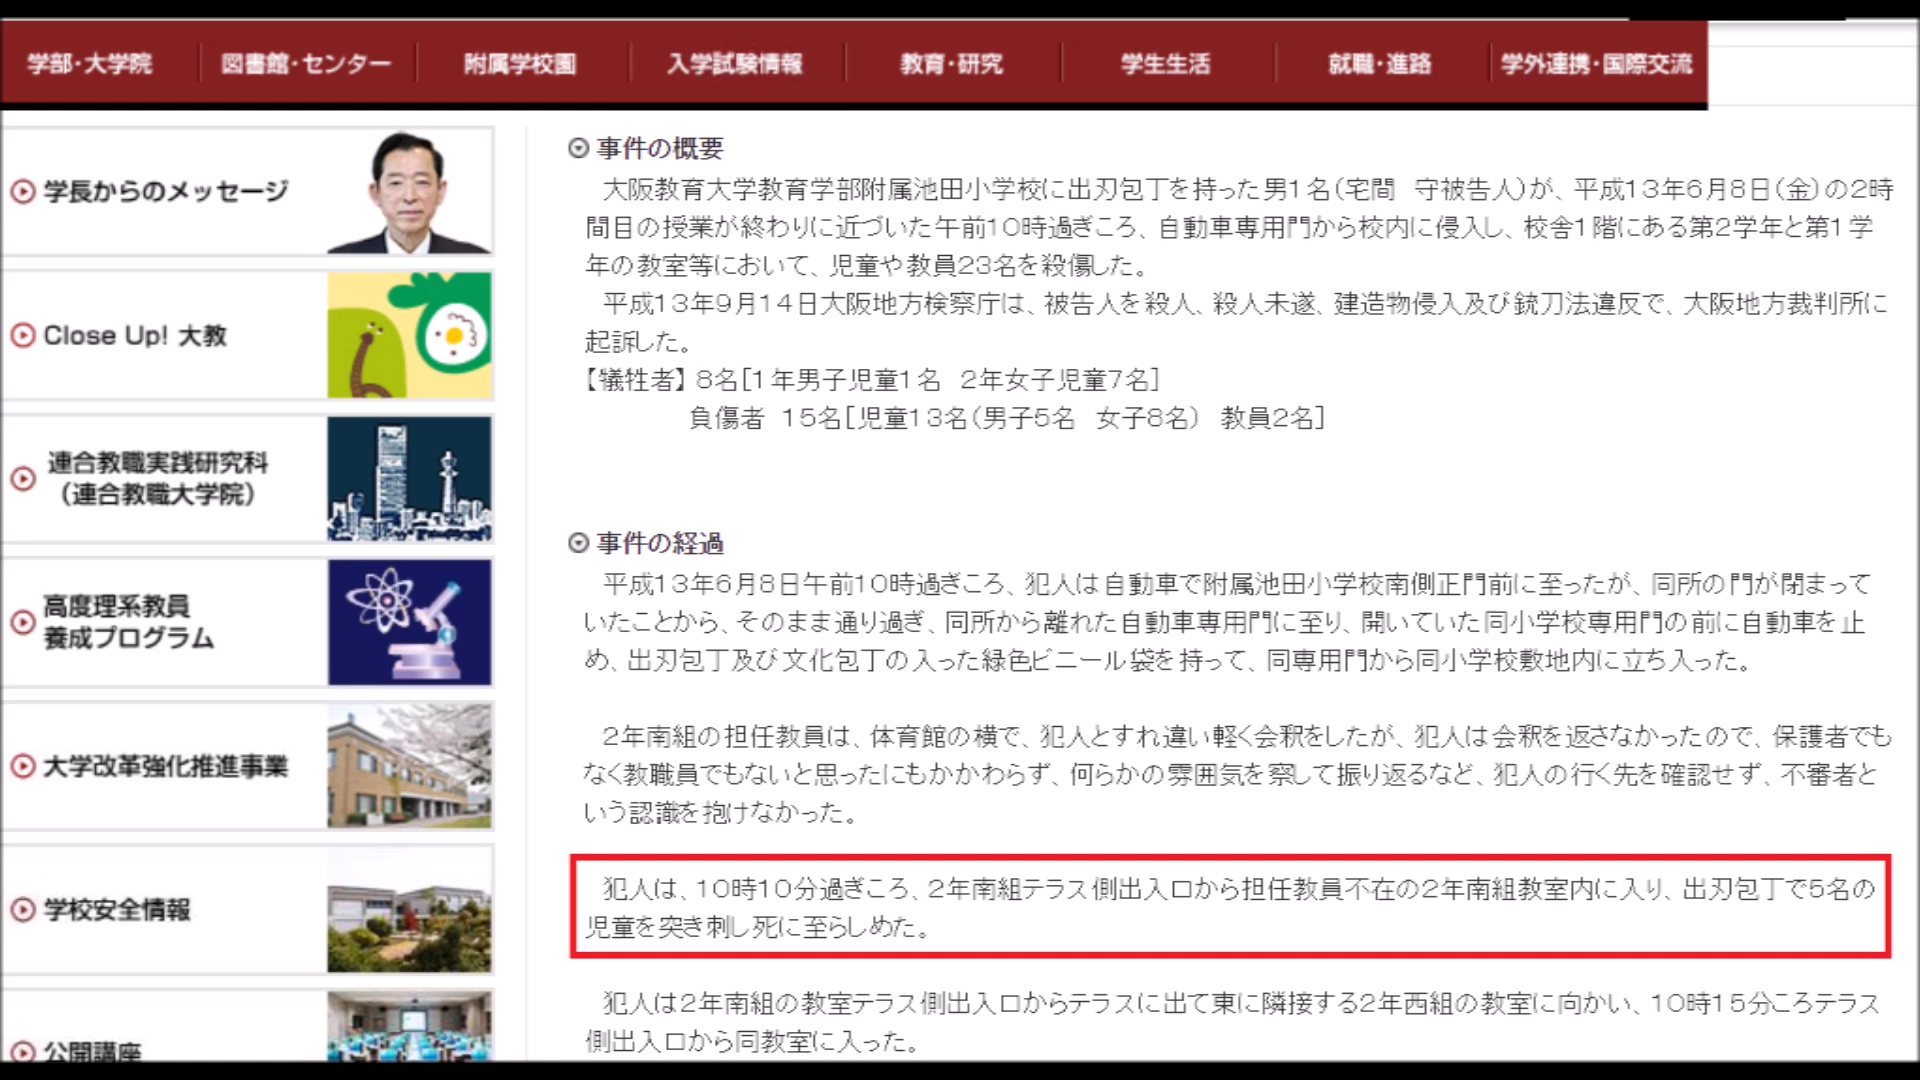 学部・大学院
図書館・センター
附属学校園
入学試験情報
教育・研究
学生生活
就職・進路
学外連携・国際交流
学長からのメッセージ
Close Up! 大教
連合教職実践研究科
（連合教職大学院）
高度理系教員
養成プログラム
大学改革強化推進事業
学校安全情報
公開講座
事件の概要
大阪教育大学教育学部附属池田小学校に出刃包丁を持った男１名（宅間　守被告人）が、平成１３年６月８日（金）の２時
間目の授業が終わりに近づいた午前１０時過ぎころ、自動車専用門から校内に侵入し、校舎１階にある第２学年と第１学
年の教室等において、児童や教員２３名を殺傷した。
平成１３年９月１４日大阪地方検察庁は、被告人を殺人、殺人未遂、建造物侵入及び銃刀法違反で、大阪地方裁判所に
起訴した。
【犠牲者】 ８名［１年男子児童１名　２年女子児童７名］
負傷者　１５名［児童１３名（男子５名　女子８名）　教員２名］
事件の経過
平成１３年６月８日午前１０時過ぎころ、犯人は自動車で附属池田小学校南側正門前に至ったが、同所の門が閉まって
いたことから、そのまま通り過ぎ、同所から離れた自動車専用門に至り、開いていた同小学校専用門の前に自動車を止
め、出刃包丁及び文化包丁の入った緑色ビニール袋を持って、同専用門から同小学校敷地内に立ち入った。
２年南組の担任教員は、体育館の横で、犯人とすれ違い軽く会釈をしたが、犯人は会釈を返さなかったので、保護者でも
なく教職員でもないと思ったにもかかわらず、何らかの雰囲気を察して振り返るなど、犯人の行く先を確認せず、不審者と
いう認識を抱けなかった。
犯人は、１０時１０分過ぎころ、２年南組テラス側出入口から担任教員不在の２年南組教室内に入り、出刃包丁で５名の
児童を突き刺し死に至らしめた。
犯人は２年南組の教室テラス側出入口からテラスに出て東に隣接する２年西組の教室に向かい、１０時１５分ころテラス
側出入口から同教室に入った。